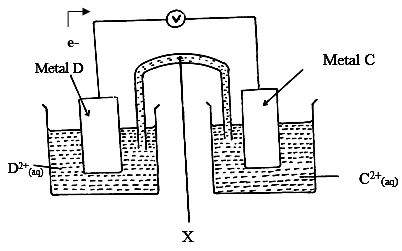 V
e-
Metal D
Metal C
D²⁺(aq)
C²⁺(aq)
X